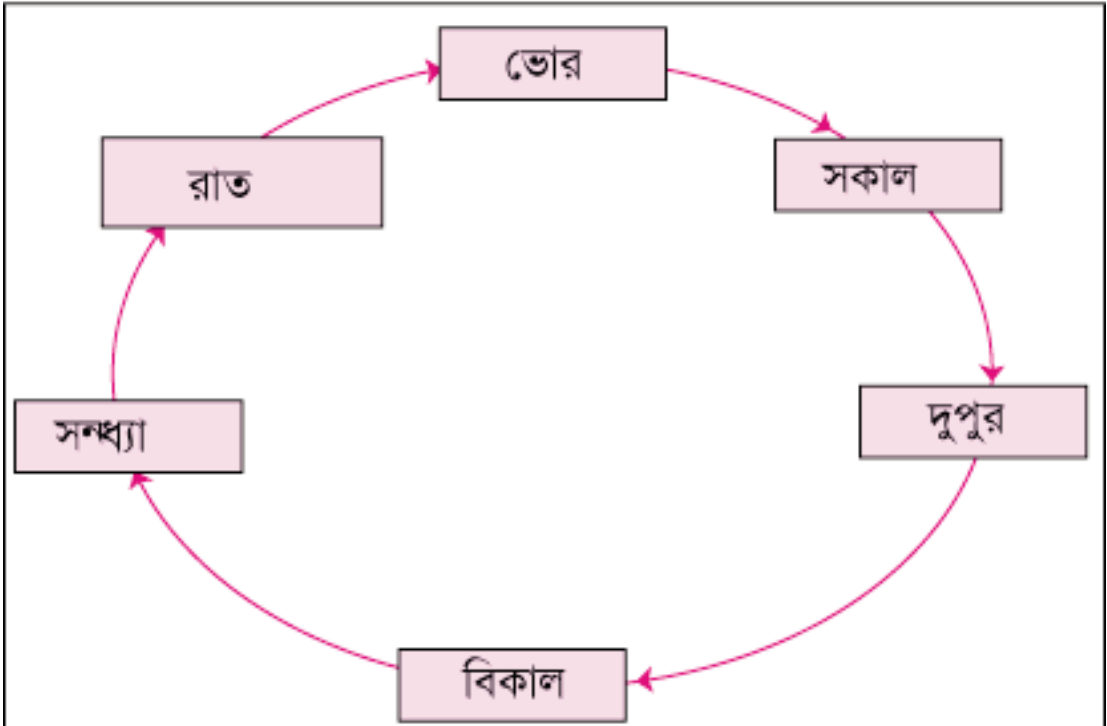 ভোর
সকাল
দুপুর
বিকাল
সন্ধ্যা
রাত